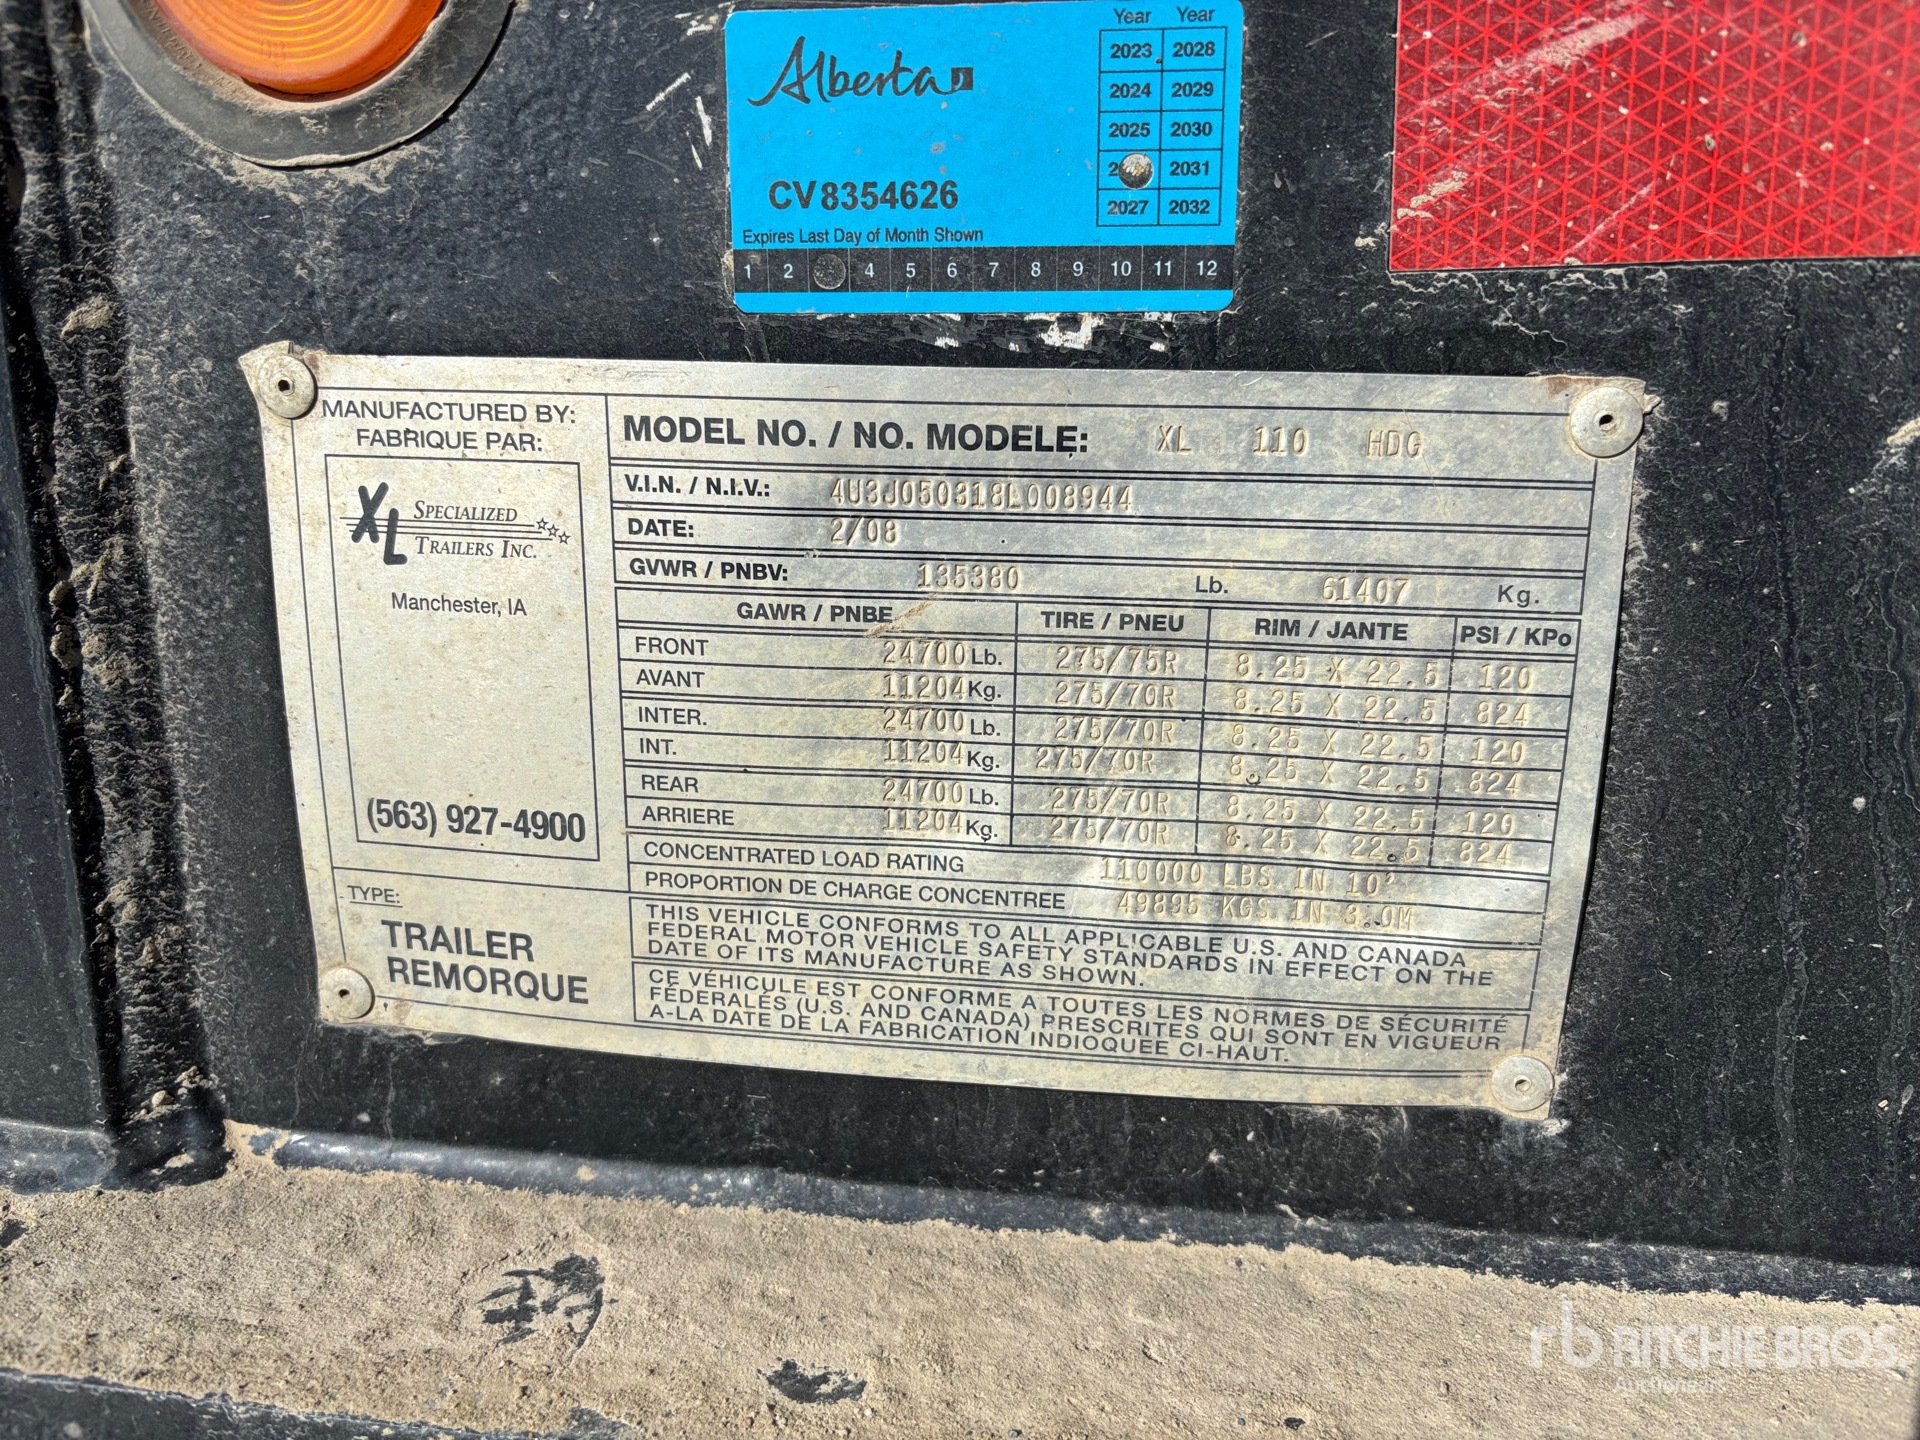 Alberta
Year Year
2023 2028
2024 2029
2025 2030
2 2031
2027 2032
CV8354626
Expires Last Day of Month Shown
1 2 4 5 6 7 8 9 10 11 12
MANUFACTURED BY:
FABRIQUE PAR:
XL SPECIALIZED
TRAILERS INC.
Manchester, IA
(563) 927-4900
TYPE:
TRAILER
REMORQUE
MODEL NO. / NO. MODELE: XL 110 HDG
V.I.N. / N.I.V.: 4U3J050318L008944
DATE: 2/08
GVWR / PNBV: 135380 Lb. 61407 Kg.
GAWR / PNBE TIRE / PNEU RIM / JANTE PSI / KPo
FRONT 24700 Lb. 275/75R 8.25 X 22.5 120
AVANT 11204 Kg. 275/70R 8.25 X 22.5 824
INTER. 24700 Lb. 275/70R 8.25 X 22.5 120
INT. 11204 Kg. 275/70R 8.25 X 22.5 824
REAR 24700 Lb. 275/70R 8.25 X 22.5 120
ARRIERE 11204 Kg. 275/70R 8.25 X 22.5 824
CONCENTRATED LOAD RATING 110000 LBS IN 10'
PROPORTION DE CHARGE CONCENTREE 49895 KGS IN 3.0M
THIS VEHICLE CONFORMS TO ALL APPLICABLE U.S. AND CANADA
FEDERAL MOTOR VEHICLE SAFETY STANDARDS IN EFFECT ON THE
DATE OF ITS MANUFACTURE AS SHOWN.
CE VÉHICULE EST CONFORME A TOUTES LES NORMES DE SÉCURITÉ
FÉDERALÉS (U.S. AND CANADA) PRESCRITES QUI SONT EN VIGUEUR
A-LA DATE DE LA FABRICATION INDIOQUEE CI-HAUT.
rb RITCHIE BROS.
Auctioneers